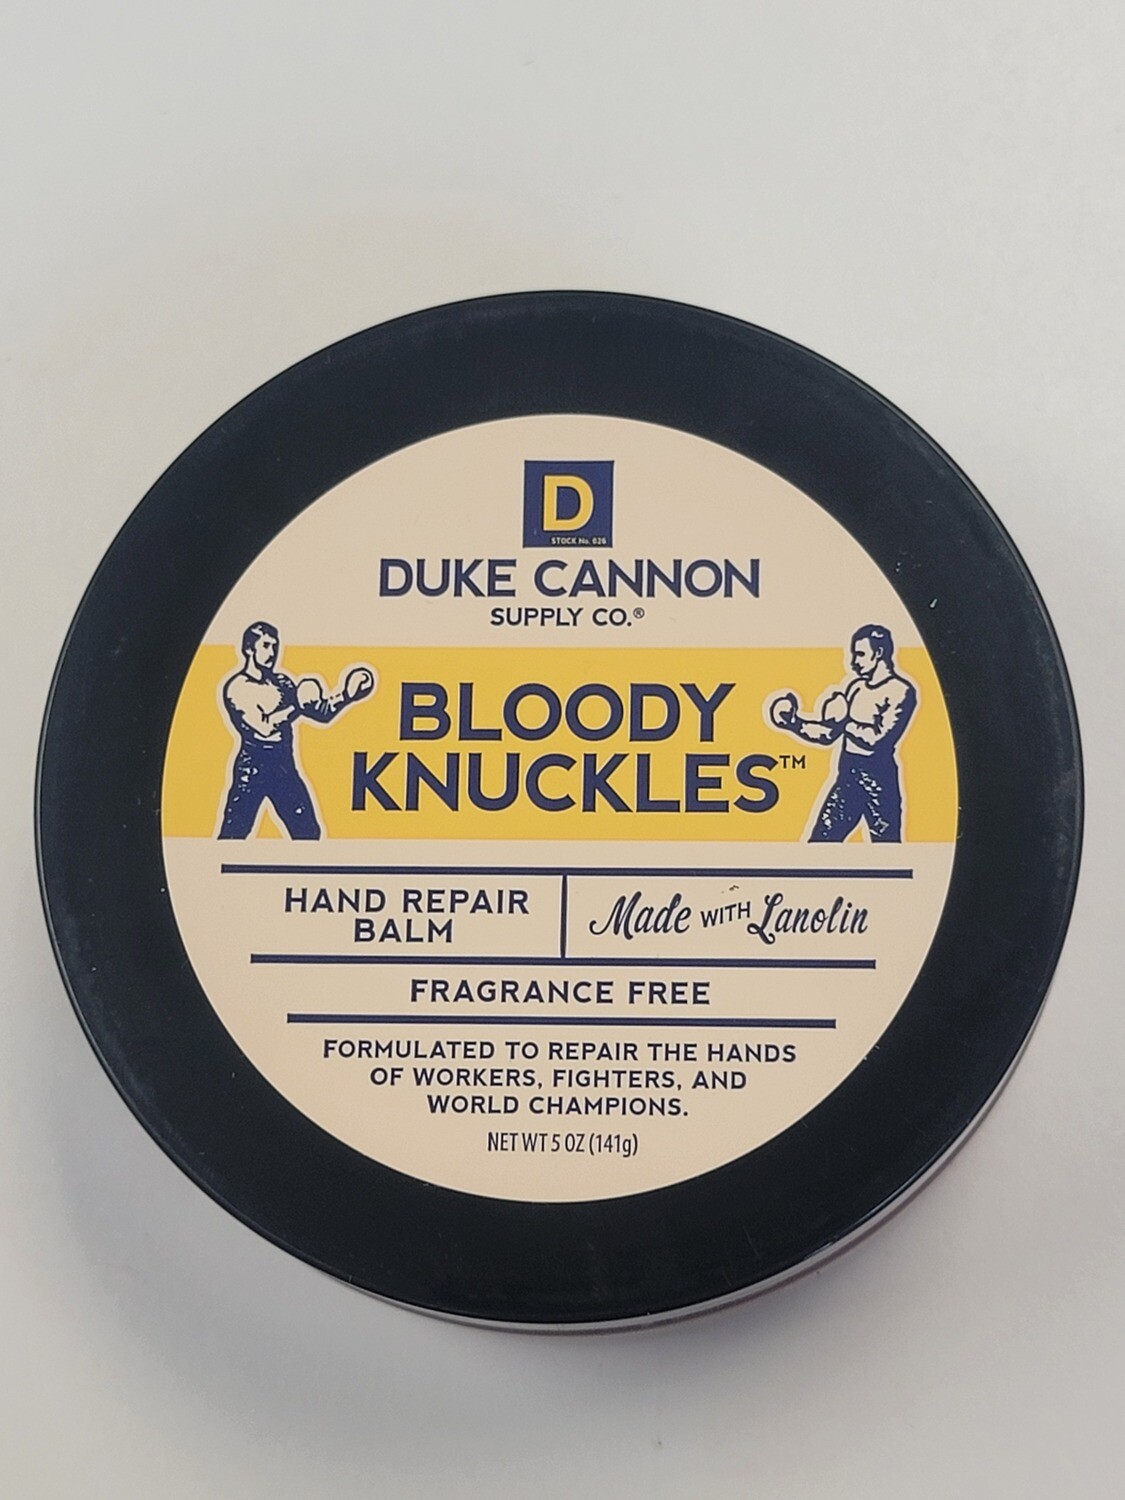 D
STOCK No. 026
DUKE CANNON
SUPPLY CO.®
BLOODY
KNUCKLES™
HAND REPAIR
BALM
Made WITH Lanolin
FRAGRANCE FREE
FORMULATED TO REPAIR THE HANDS
OF WORKERS, FIGHTERS, AND
WORLD CHAMPIONS.
NET WT 5 OZ (141g)